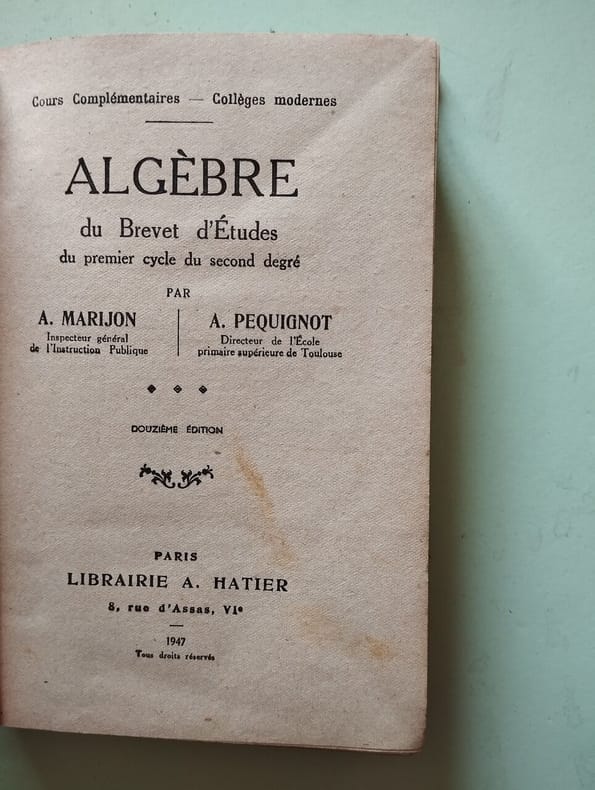 Cours Complémentaires — Collèges modernes
ALGÈBRE
du Brevet d'Études
du premier cycle du second degré
PAR
A. MARIJON
Inspecteur général
de l'Instruction Publique
A. PEQUIGNOT
Directeur de l'École
primaire supérieure de Toulouse
DOUZIÈME ÉDITION
PARIS
LIBRAIRIE A. HATIER
8, rue d'Assas, VIe
1947
Tous droits réservés